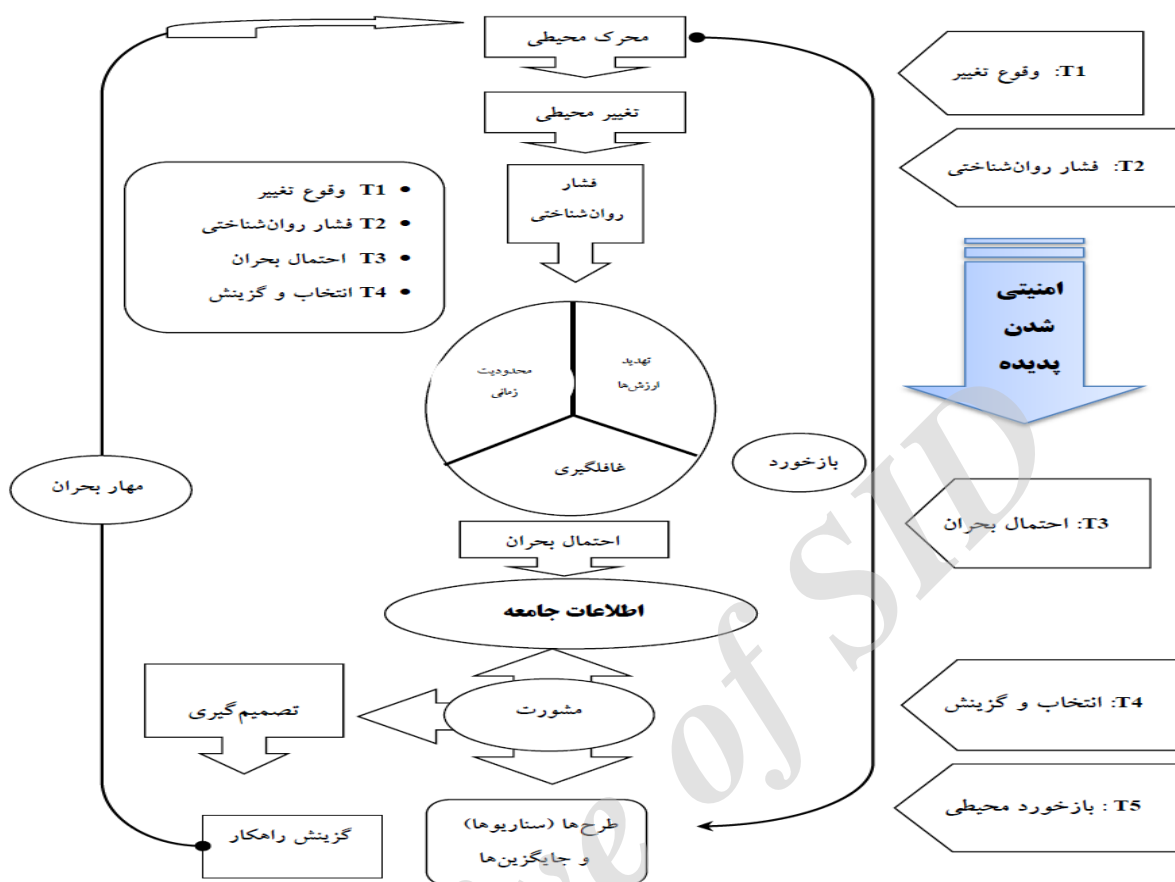 محرک محیطی
T1: وقوع تغییر
تغییر محیطی
T2: فشار روان‌شناختی
فشار
روان‌شناختی
• T1 وقوع تغییر
• T2 فشار روان‌شناختی
• T3 احتمال بحران
• T4 انتخاب و گزینش
امنیتی
شدن
پدیده
تهدید
ارزش‌ها
محدودیت
زمانی
غافلگیری
بازخورد
مهار بحران
T3: احتمال بحران
احتمال بحران
اطلاعات جامعه
T4: انتخاب و گزینش
مشورت
تصمیم‌گیری
T5 : بازخورد محیطی
طرح‌ها (سناریوها)
و جایگزین‌ها
گزینش راهکار
ve of SID